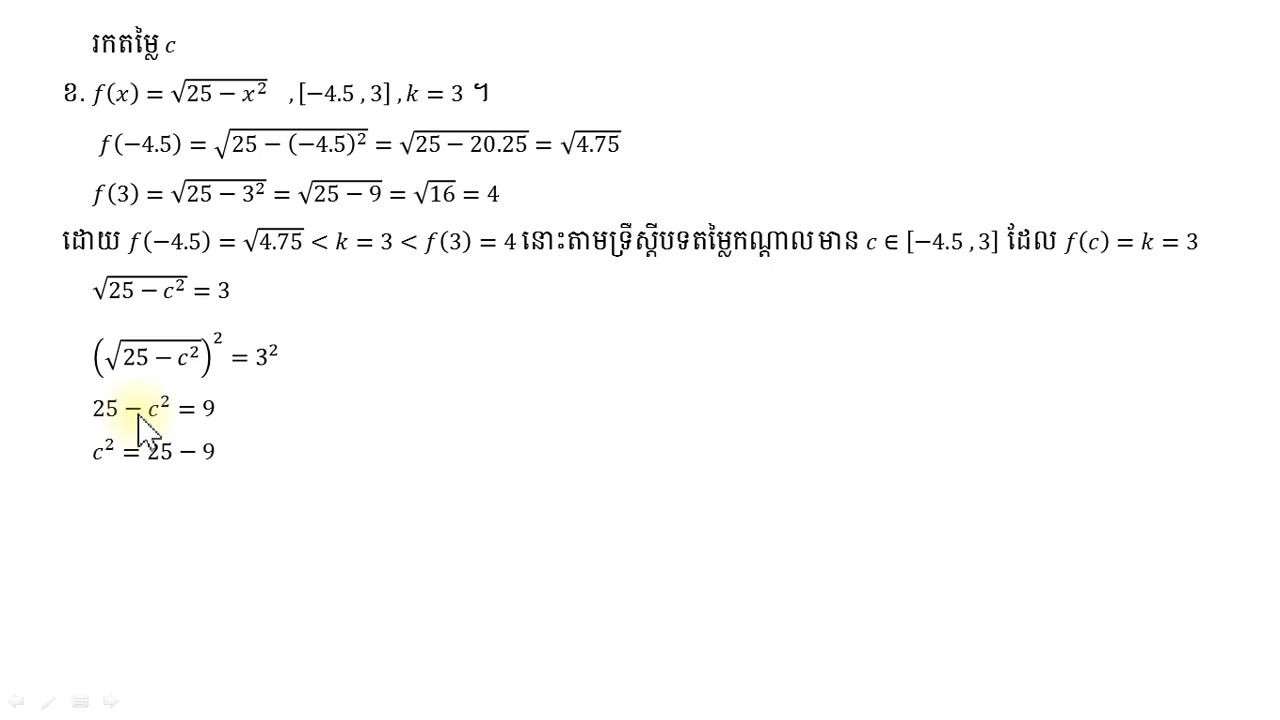 រកតម្លៃ c
ខ. f(x) = √(25 − x²) , [−4.5 , 3] , k = 3 ។
f(−4.5) = √(25 − (−4.5)²) = √(25 − 20.25) = √4.75
f(3) = √(25 − 3²) = √(25 − 9) = √16 = 4
ដោយ f(−4.5) = √4.75 < k = 3 < f(3) = 4 នោះតាមទ្រឹស្តីបទតម្លៃកណ្តាល មាន c ∈ [−4.5 , 3] ដែល f(c) = k = 3
√(25 − c²) = 3
(√(25 − c²))² = 3²
25 − c² = 9
c² = 25 − 9